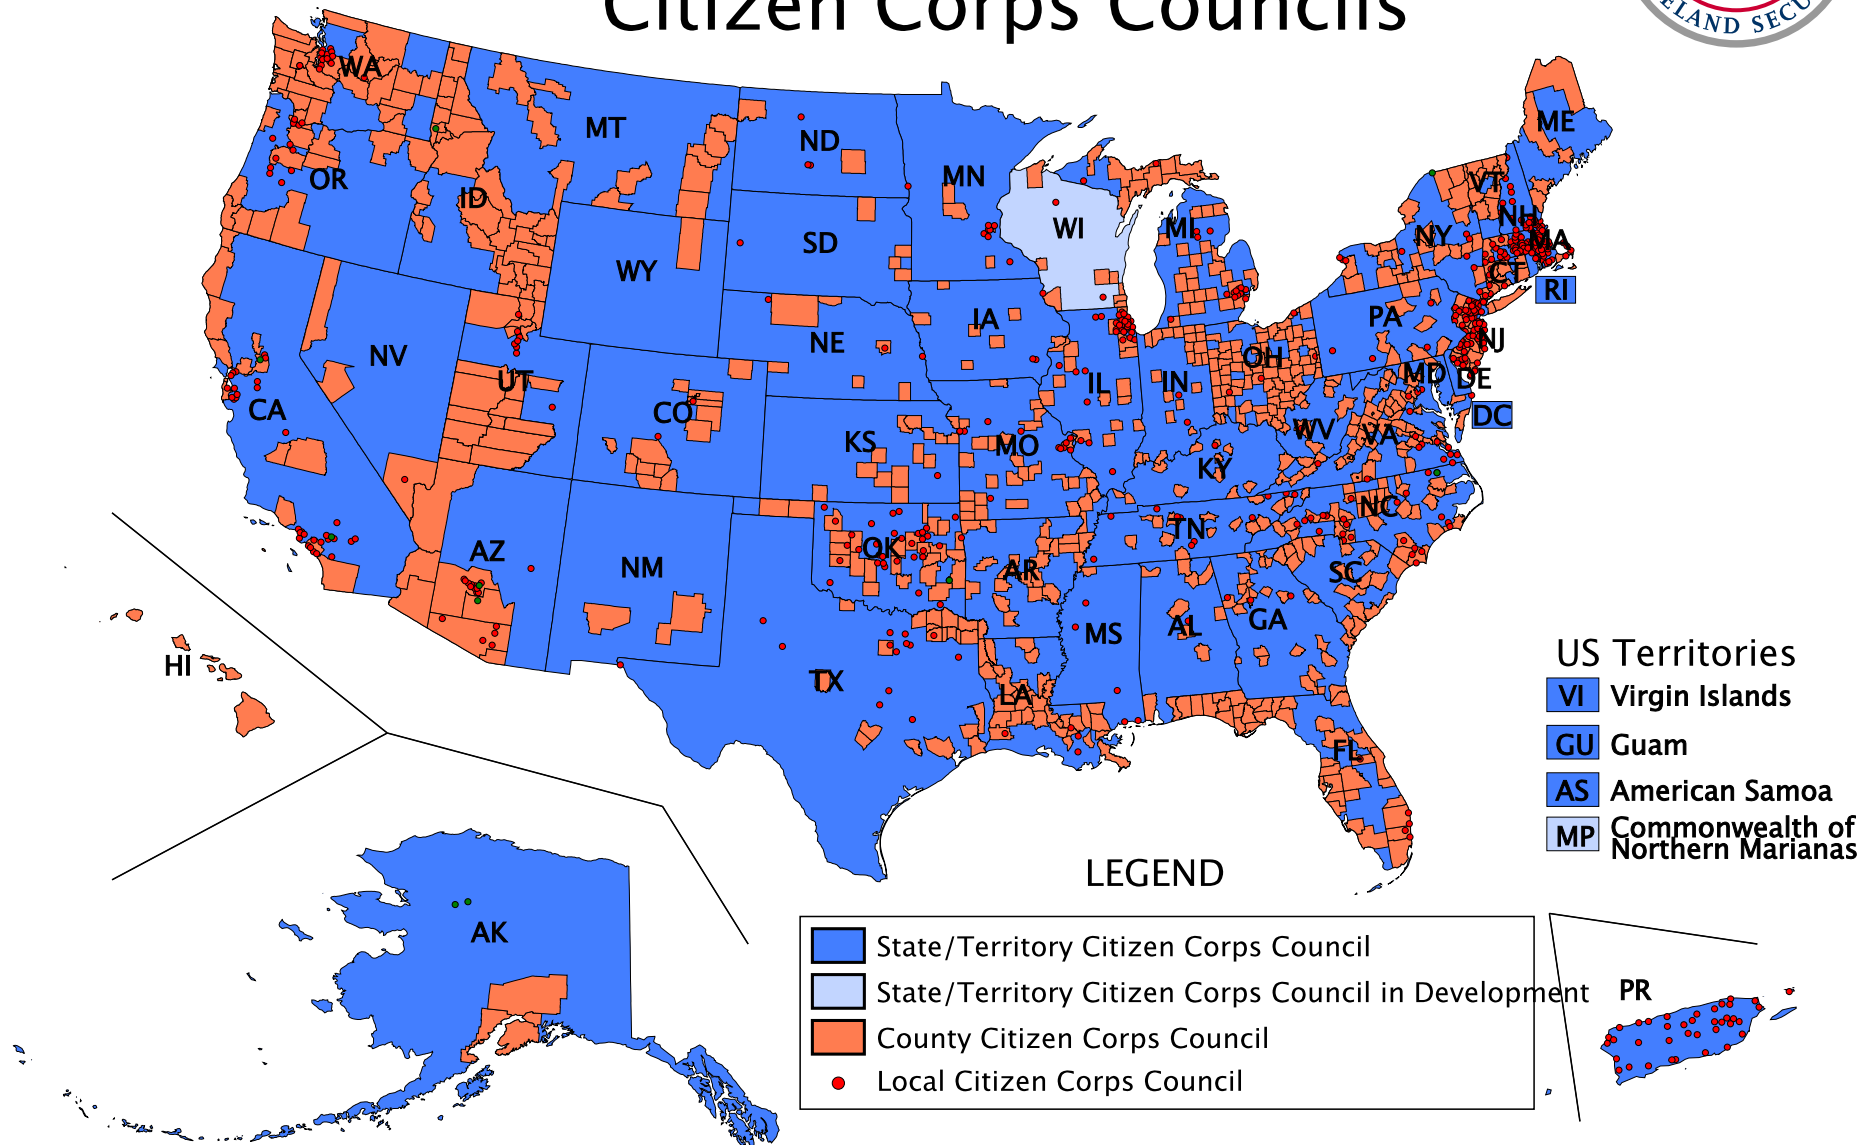 Citizen Corps Councils
ELAND SECU
WA
MT
ND
MN
ME
OR
ID
SD
WI
MI
VT
NH
NY
MA
WY
CT
RI
IA
NE
PA
NV
NJ
OH
UT
IL
IN
MD
DE
CA
CO
DC
KS
MO
WV
VA
KY
NC
TN
AZ
OK
NM
AR
SC
MS
AL
GA
HI
TX
LA
FL
US Territories
VI Virgin Islands
GU Guam
AS American Samoa
MP Commonwealth of
Northern Marianas
AK
LEGEND
State/Territory Citizen Corps Council
State/Territory Citizen Corps Council in Development
County Citizen Corps Council
Local Citizen Corps Council
PR